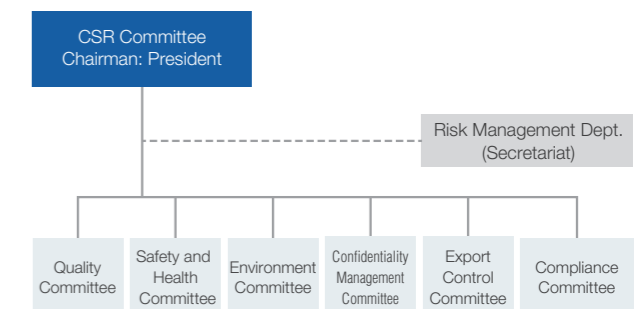 CSR Committee
Chairman: President
Risk Management Dept.
(Secretariat)
Quality
Committee
Safety and
Health
Committee
Environment
Committee
Confidentiality
Management
Committee
Export
Control
Committee
Compliance
Committee